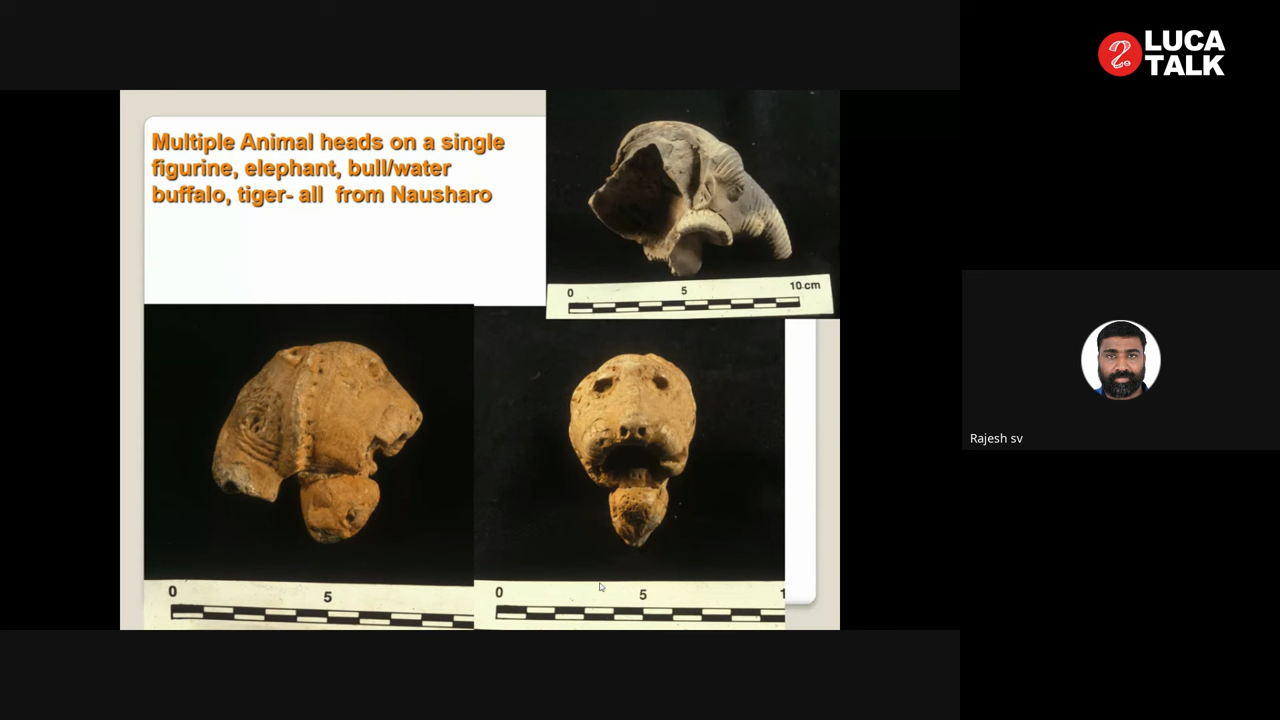 LUCA
TALK
Multiple Animal heads on a single
figurine, elephant, bull/water
buffalo, tiger- all  from Nausharo
0 5 10 cm
0 5
0 5 1
Rajesh sv